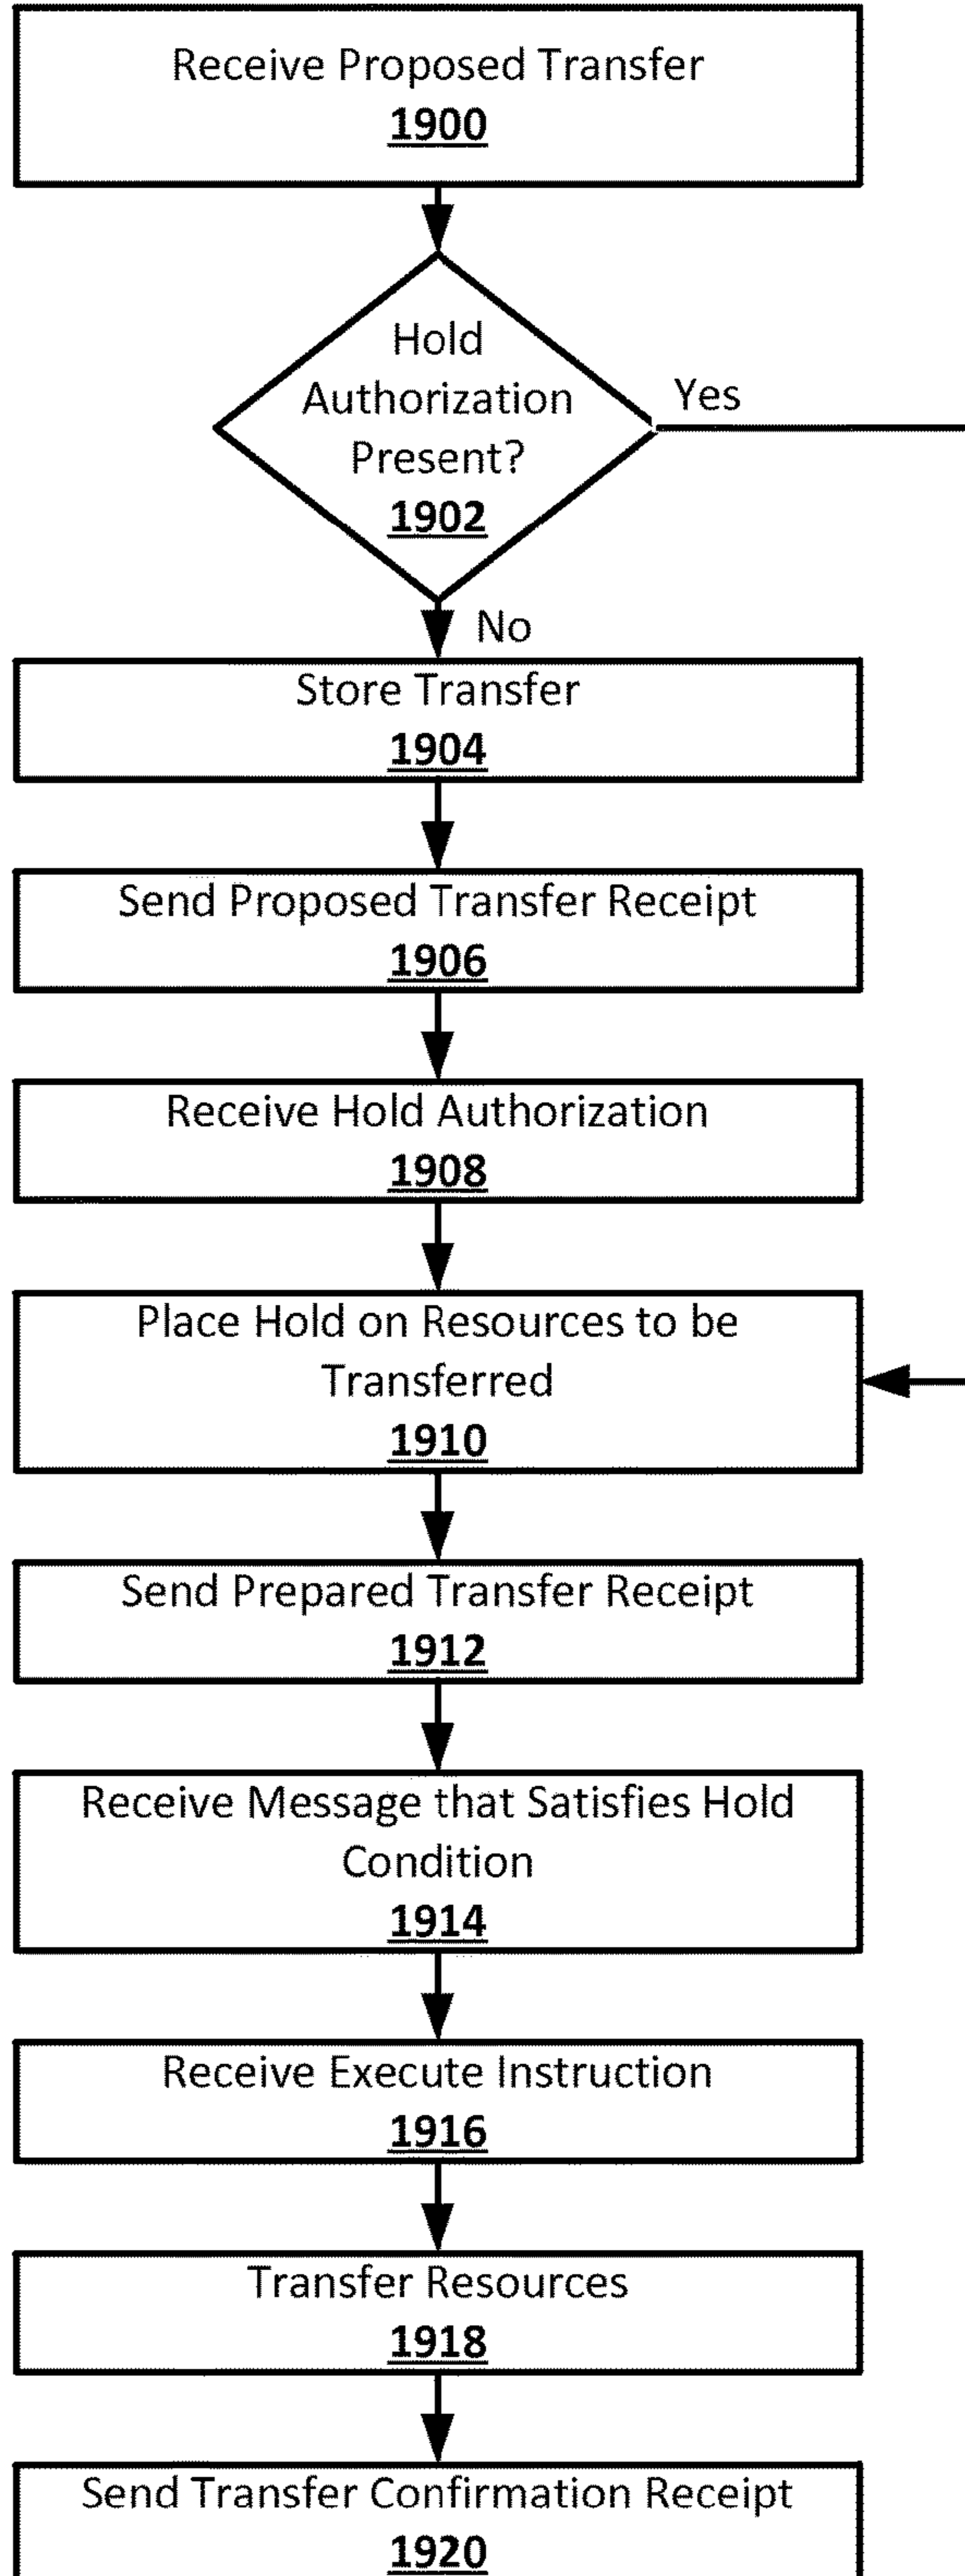 Receive Proposed Transfer
1900
Hold
Authorization
Present?
1902
Yes
No
Store Transfer
1904
Send Proposed Transfer Receipt
1906
Receive Hold Authorization
1908
Place Hold on Resources to be
Transferred
1910
Send Prepared Transfer Receipt
1912
Receive Message that Satisfies Hold
Condition
1914
Receive Execute Instruction
1916
Transfer Resources
1918
Send Transfer Confirmation Receipt
1920